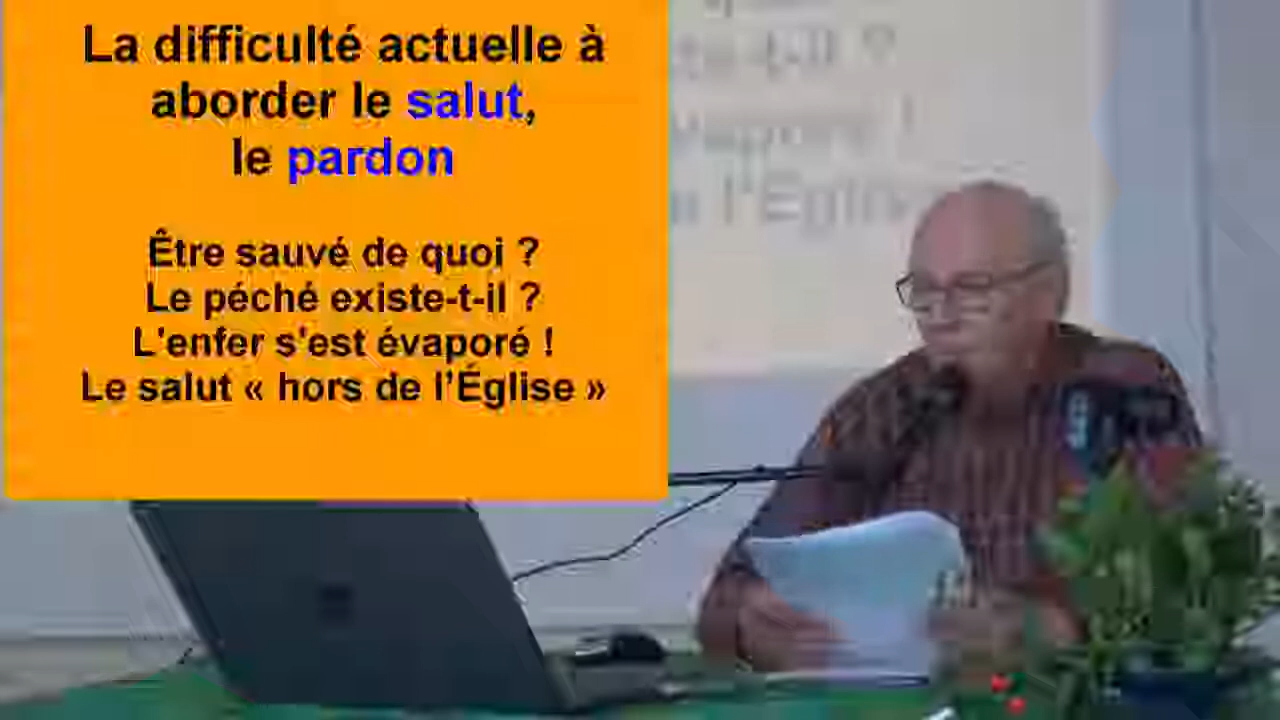 La difficulté actuelle à
aborder le salut,
le pardon
Être sauvé de quoi ?
Le péché existe-t-il ?
L'enfer s'est évaporé !
Le salut « hors de l’Église »